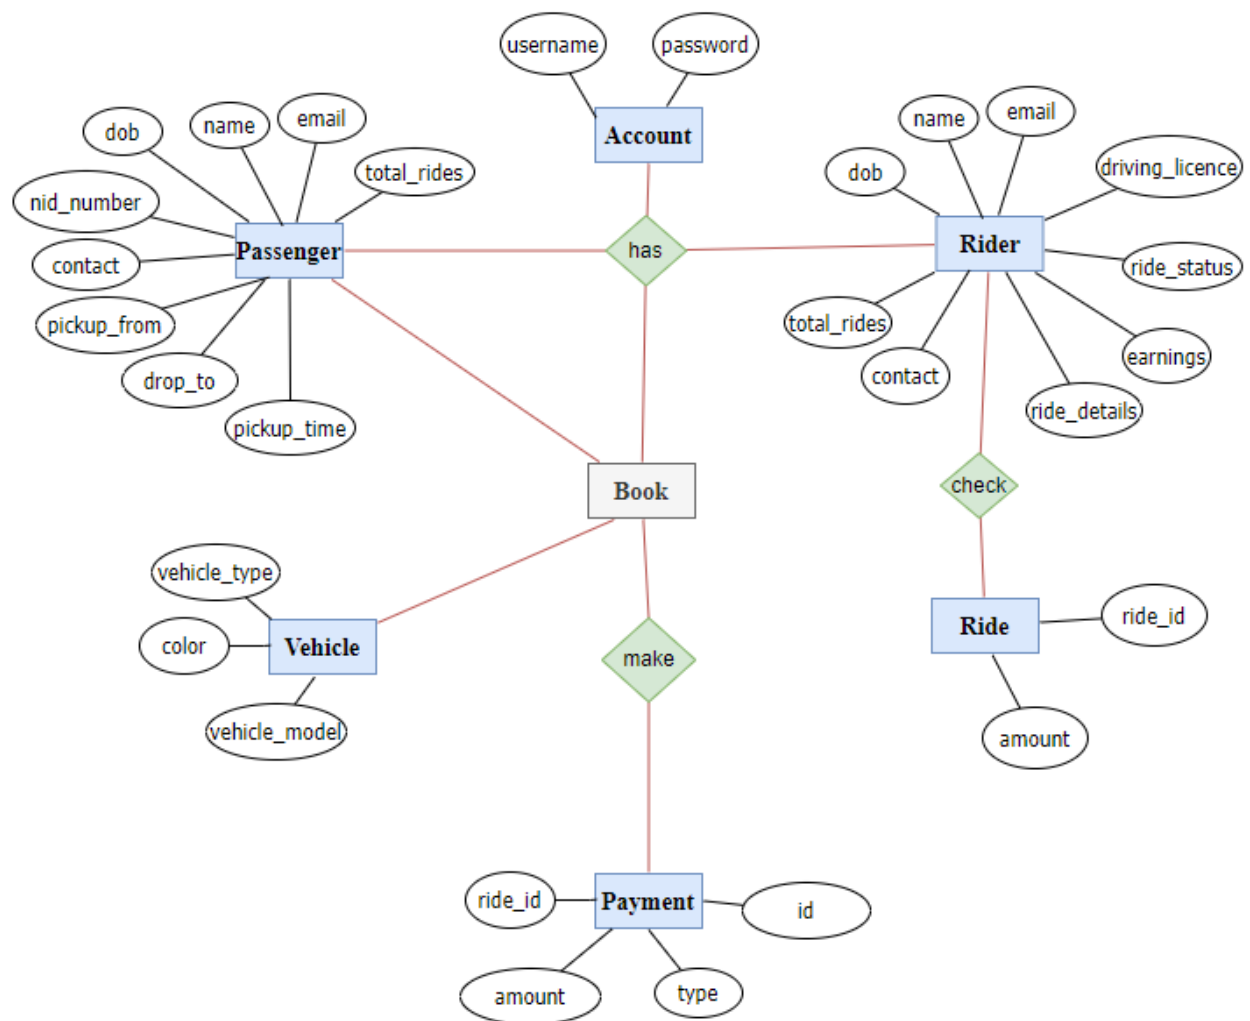 username
password
Account
dob
name
email
total_rides
nid_number
Passenger
contact
pickup_from
drop_to
pickup_time
has
name
email
dob
driving_licence
Rider
ride_status
total_rides
contact
earnings
ride_details
check
Book
vehicle_type
color
Vehicle
vehicle_model
make
Ride
ride_id
amount
ride_id
Payment
id
amount
type